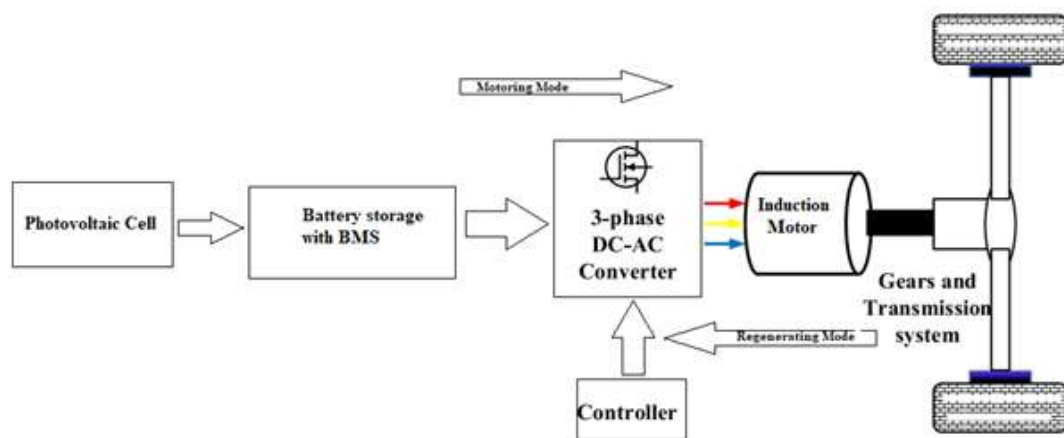 Motoring Mode
Photovoltaic Cell
Battery storage
with BMS
3-phase
DC-AC
Converter
Induction
Motor
Gears and
Transmission
system
Regenerating Mode
Controller